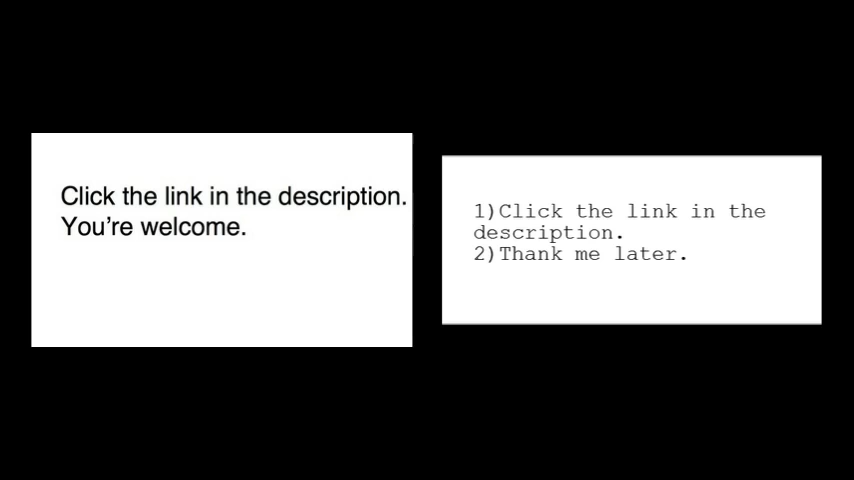 Click the link in the description.
You're welcome.
1)Click the link in the
description.
2)Thank me later.